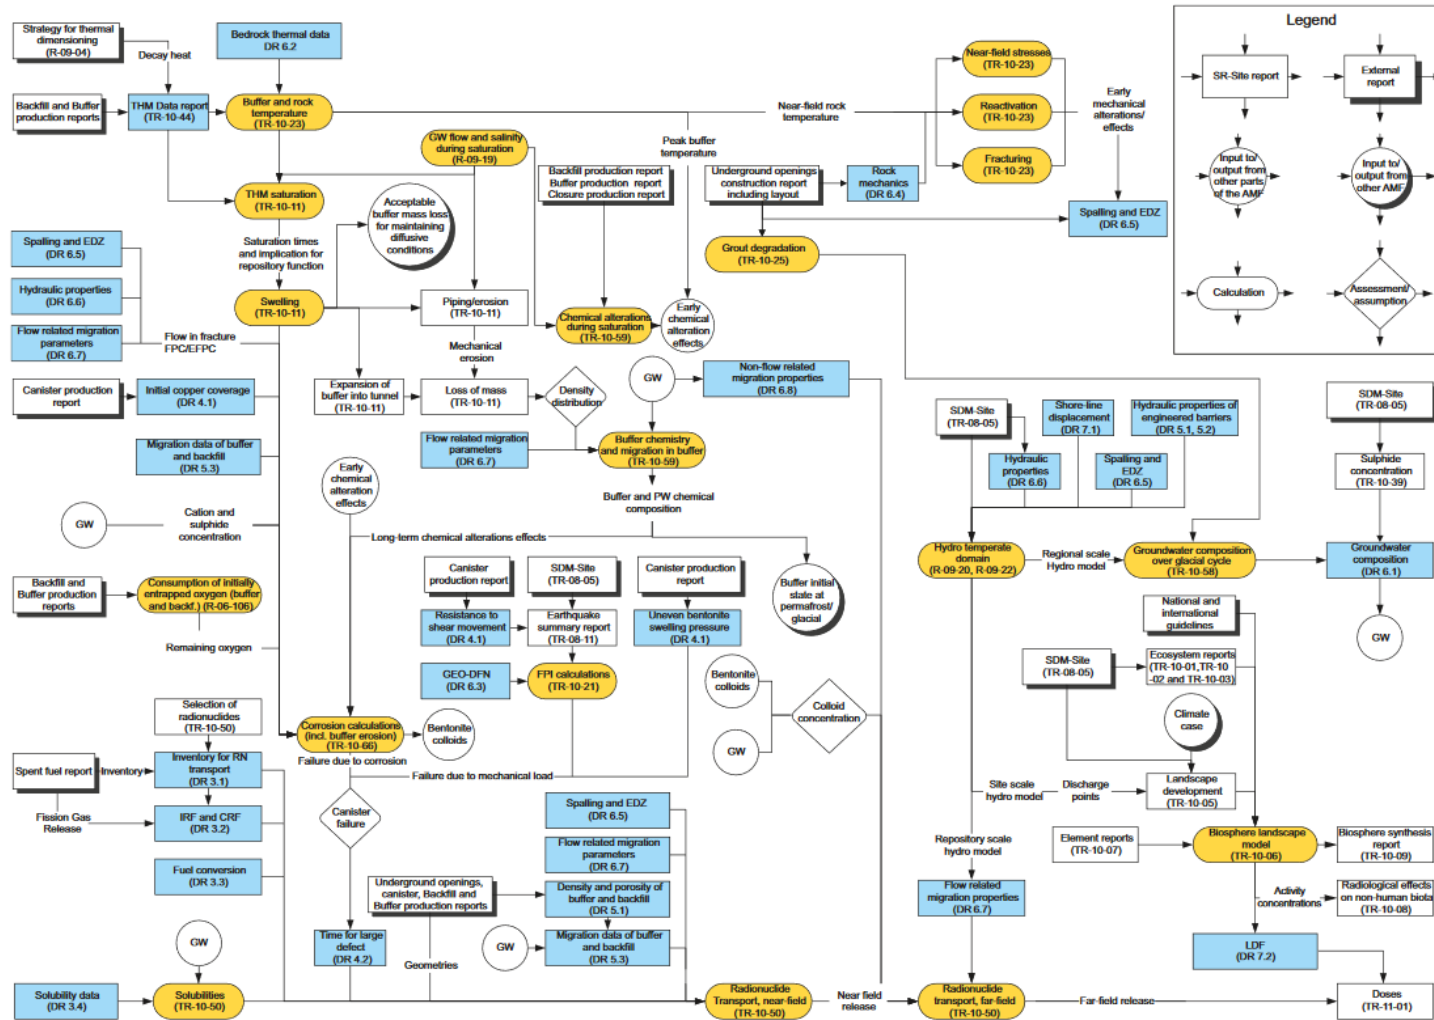 Strategy for thermal
dimensioning
(R-09-04)
Decay heat
Bedrock thermal data
DR 6.2
Backfill and Buffer
production reports
THM Data report
(TR-10-44)
Buffer and rock
temperature
(TR-10-23)
Near-field rock
temperature
Near-field stresses
(TR-10-23)
Reactivation
(TR-10-23)
Fracturing
(TR-10-23)
Early
mechanical
alterations/
effects
Legend
SR-Site report
External
report
Input to/
output from
other parts
of the AMF
Input to/
output from
other AMF
Calculation
Assessment/
assumption
GW flow and salinity
during saturation
(R-09-19)
Peak buffer
temperature
Backfill production report
Buffer production report
Closure production report
Underground openings
construction report
including layout
Rock
mechanics
(DR 6.4)
Spalling and EDZ
(DR 6.5)
THM saturation
(TR-10-11)
Acceptable
buffer mass loss
for maintaining
diffusive
conditions
Saturation times
and implication for
repository function
Grout degradation
(TR-10-25)
Spalling and EDZ
(DR 6.5)
Hydraulic properties
(DR 6.6)
Flow related migration
parameters
(DR 6.7)
Flow in fracture
FPC/EFPC
Swelling
(TR-10-11)
Piping/erosion
(TR-10-11)
Mechanical
erosion
Chemical alterations
during saturation
(TR-10-59)
Early
chemical
alteration
effects
Canister production
report
Initial copper coverage
(DR 4.1)
Expansion of
buffer into tunnel
(TR-10-11)
Loss of mass
(TR-10-11)
Density
distribution
GW
Non-flow related
migration properties
(DR 6.8)
Migration data of buffer
and backfill
(DR 5.3)
Flow related migration
parameters
(DR 6.7)
Buffer chemistry
and migration in buffer
(TR-10-59)
Buffer and PW chemical
composition
SDM-Site
(TR-08-05)
Shore-line
displacement
(DR 7.1)
Hydraulic properties of
engineered barriers
(DR 5.1, 5.2)
Hydraulic
properties
(DR 6.6)
Spalling and
EDZ
(DR 6.5)
SDM-Site
(TR-08-05)
Sulphide
concentration
(TR-10-39)
GW
Cation and
sulphide
concentration
Early
chemical
alteration
effects
Long-term chemical alterations effects
Buffer initial
state at
permafrost/
glacial
Hydro temperate
domain
(R-09-20, R-09-22)
Regional scale
Hydro model
Groundwater composition
over glacial cycle
(TR-10-58)
Groundwater
composition
(DR 6.1)
GW
Backfill and
Buffer production
reports
Consumption of initially
entrapped oxygen (buffer
and backf.) (R-06-106)
Remaining oxygen
Canister
production report
SDM-Site
(TR-08-05)
Canister production
report
Resistance to
shear movement
(DR 4.1)
Earthquake
summary report
(TR-08-11)
Uneven bentonite
swelling pressure
(DR 4.1)
GEO-DFN
(DR 6.3)
FPI calculations
(TR-10-21)
National and
international
guidelines
SDM-Site
(TR-08-05)
Ecosystem reports
(TR-10-01,TR-10
-02 and TR-10-03)
Climate
case
Bentonite
colloids
GW
Colloid
concentration
Selection of
radionuclides
(TR-10-50)
Corrosion calculations
(incl. buffer erosion)
(TR-10-66)
Bentonite
colloids
Failure due to corrosion
Failure due to mechanical load
Spent fuel report
Inventory
Inventory for RN
transport
(DR 3.1)
Fission Gas
Release
IRF and CRF
(DR 3.2)
Fuel conversion
(DR 3.3)
Canister
failure
Site scale
hydro model
Discharge
points
Landscape
development
(TR-10-05)
Spalling and EDZ
(DR 6.5)
Flow related migration
parameters
(DR 6.7)
Underground openings,
canister, Backfill and
Buffer production reports
Density and porosity of
buffer and backfill
(DR 5.1)
GW
Migration data of buffer
and backfill
(DR 5.3)
Time for large
defect
(DR 4.2)
Geometries
Repository scale
hydro model
Flow related
migration properties
(DR 6.7)
Element reports
(TR-10-07)
Biosphere landscape
model
(TR-10-06)
Biosphere synthesis
report
(TR-10-09)
Activity
concentrations
Radiological effects
on non-human biota
(TR-10-08)
LDF
(DR 7.2)
GW
Solubility data
(DR 3.4)
Solubilities
(TR-10-50)
Radionuclide
Transport, near-field
(TR-10-50)
Near field
release
Radionuclide
transport, far-field
(TR-10-50)
Far-field release
Doses
(TR-11-01)